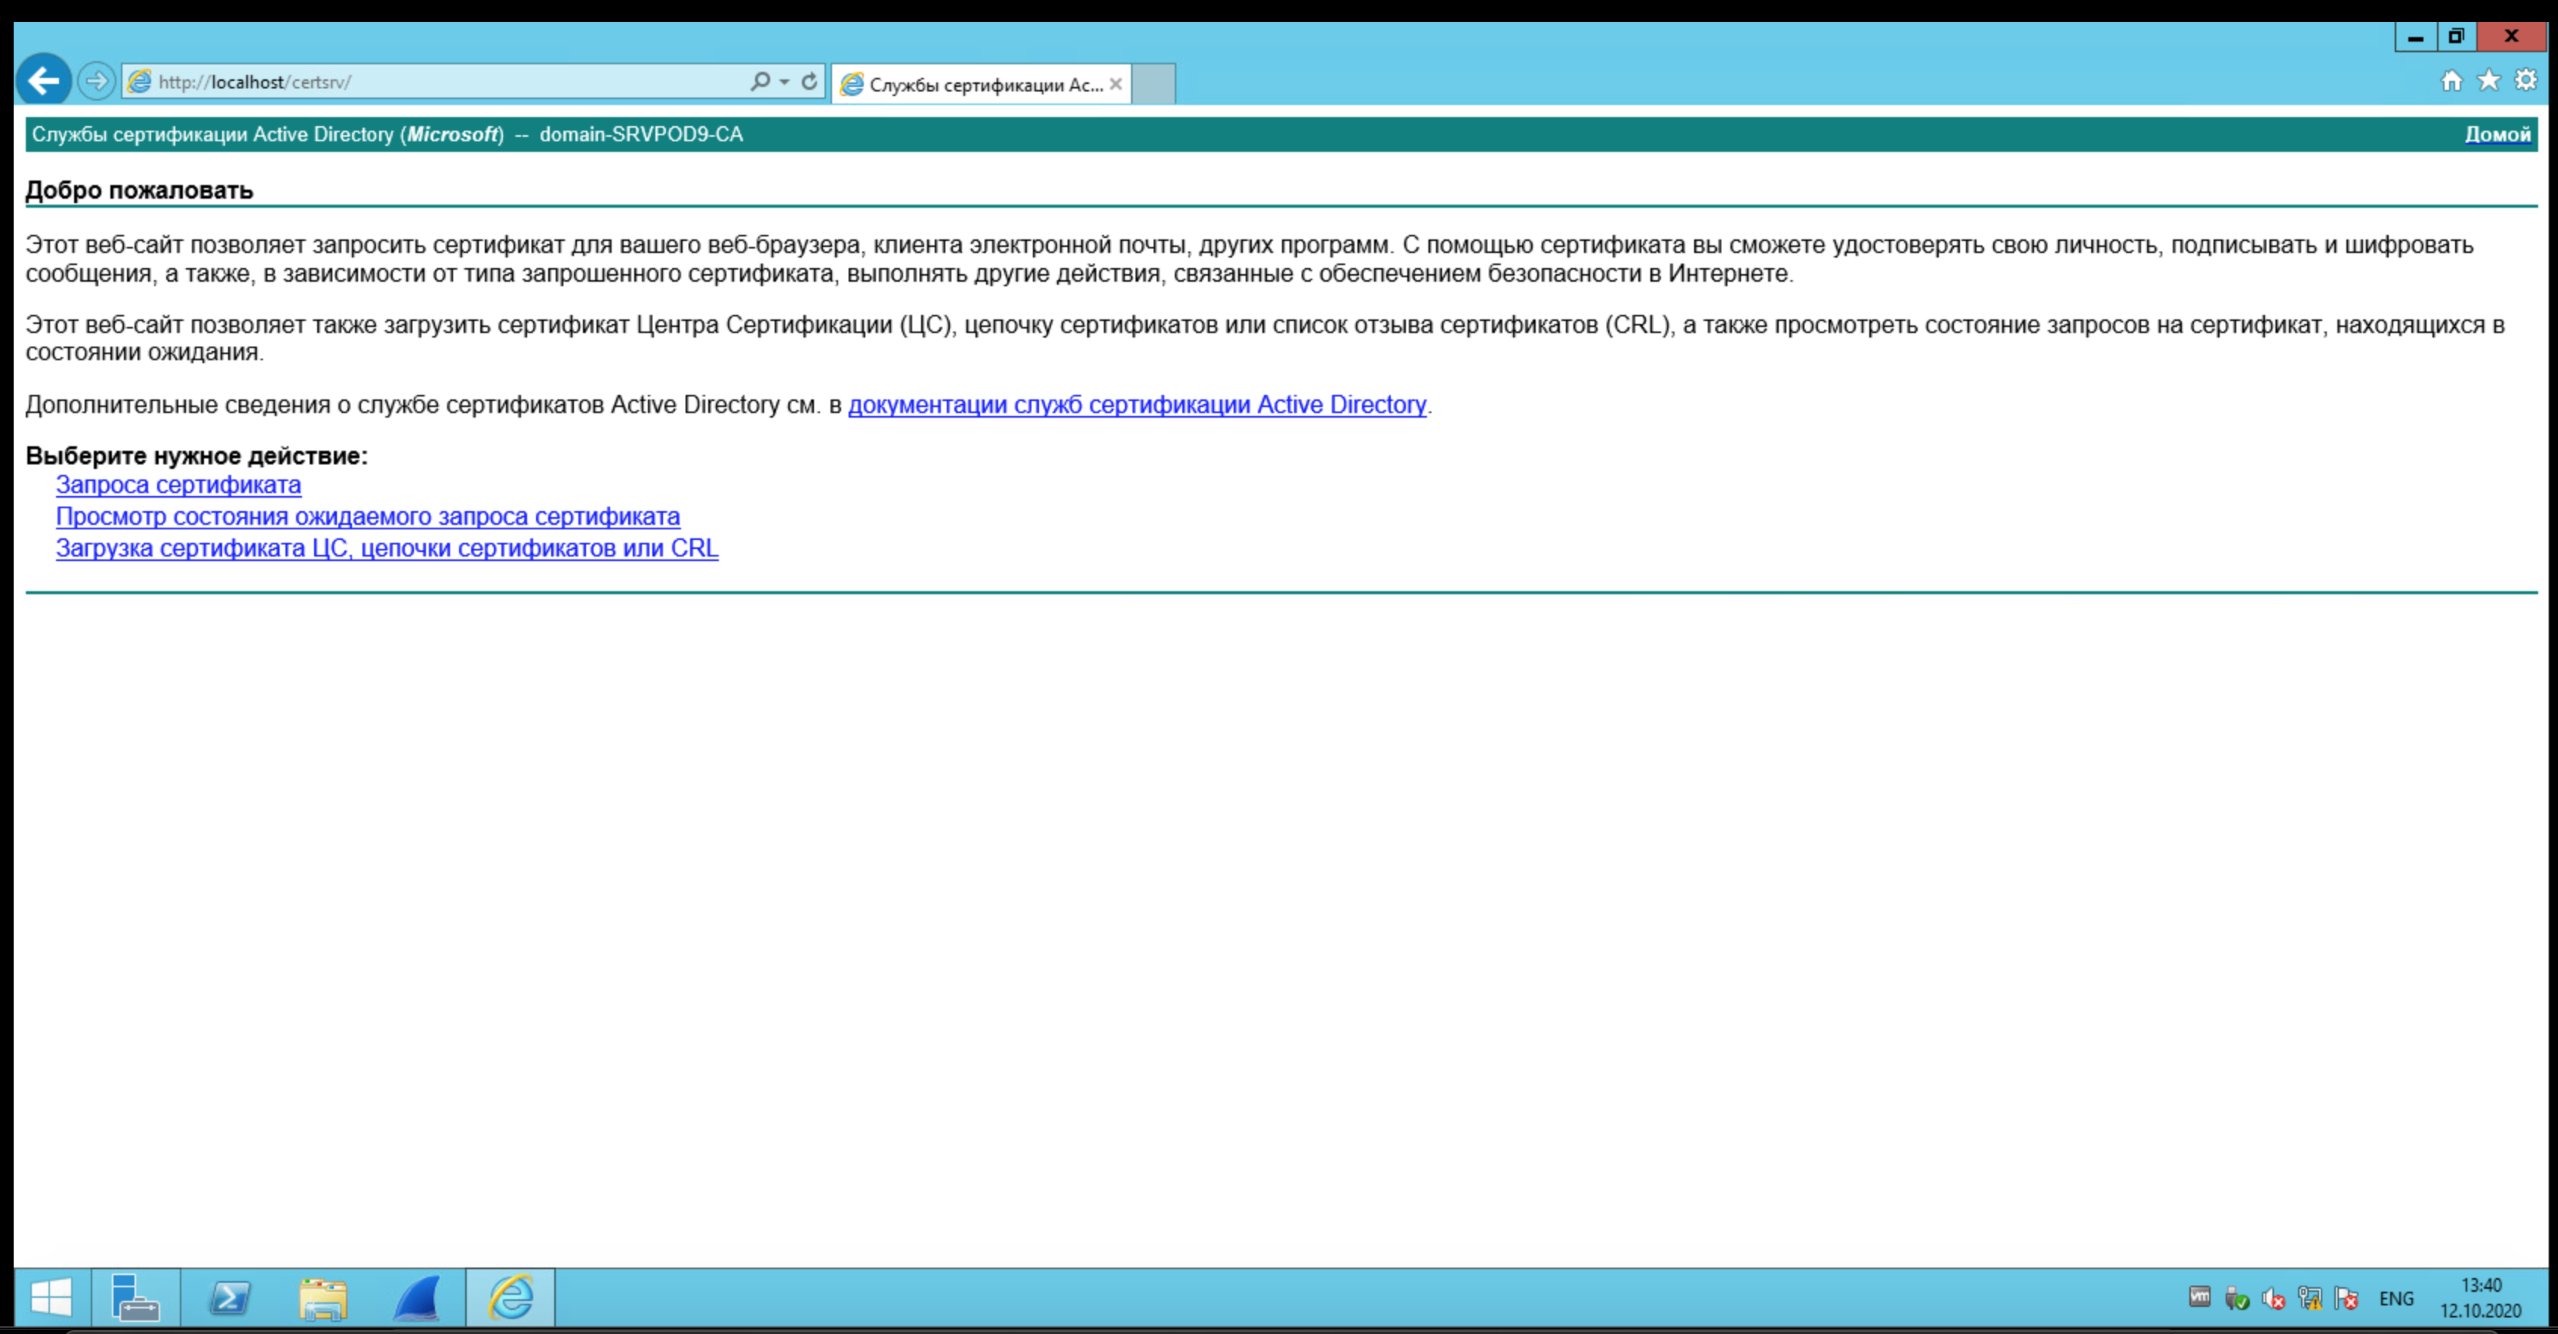 http://localhost/certsrv/
Службы сертификации Ac...
Службы сертификации Active Directory (Microsoft) -- domain-SRVPOD9-CA
Домой
Добро пожаловать
Этот веб-сайт позволяет запросить сертификат для вашего веб-браузера, клиента электронной почты, других программ. С помощью сертификата вы сможете удостоверять свою личность, подписывать и шифровать
сообщения, а также, в зависимости от типа запрошенного сертификата, выполнять другие действия, связанные с обеспечением безопасности в Интернете.
Этот веб-сайт позволяет также загрузить сертификат Центра Сертификации (ЦС), цепочку сертификатов или список отзыва сертификатов (CRL), а также просмотреть состояние запросов на сертификат, находящихся в
состоянии ожидания.
Дополнительные сведения о службе сертификатов Active Directory см. в документации служб сертификации Active Directory.
Выберите нужное действие:
Запроса сертификата
Просмотр состояния ожидаемого запроса сертификата
Загрузка сертификата ЦС, цепочки сертификатов или CRL
vm
ENG
13:40
12.10.2020